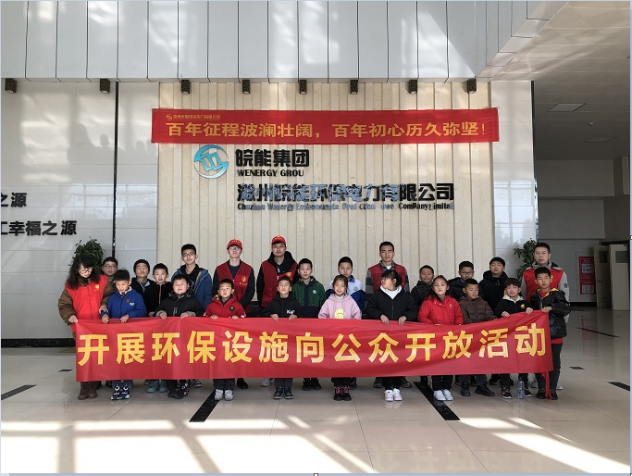 百年征程波澜壮阔，百年初心历久弥坚！
皖能集团
WENERGY GROU
滁州皖能环保电力有限公司
之源
工幸福之源
开展环保设施向公众开放活动